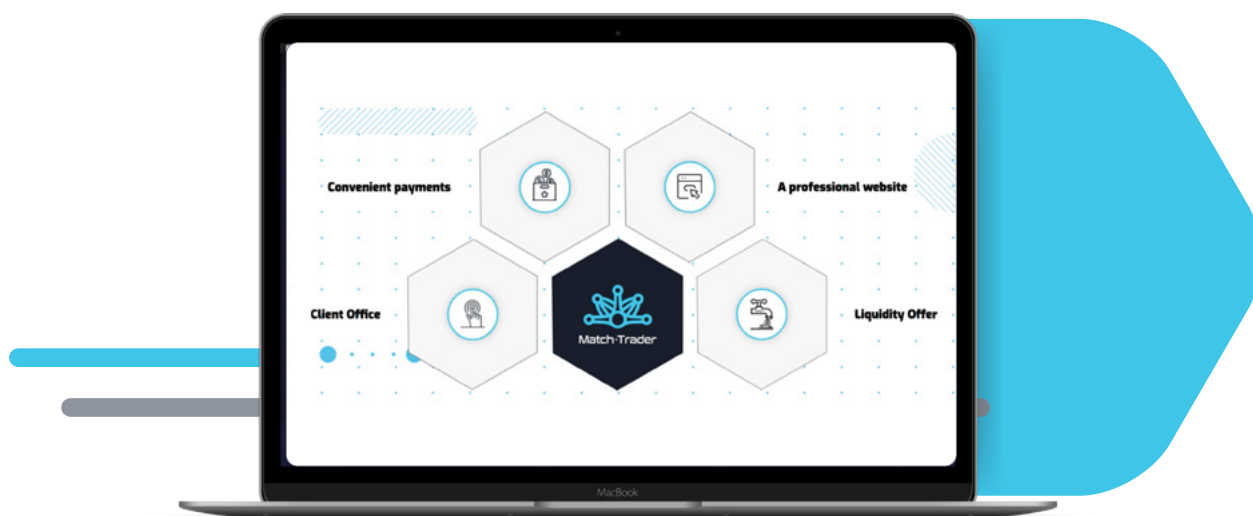 Convenient payments
A professional website
Client Office
Match-Trader
Liquidity Offer
MacBook